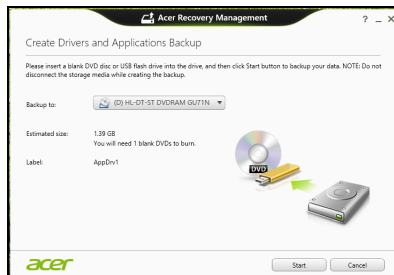 Acer Recovery Management
? _ X
Create Drivers and Applications Backup
Please insert a blank DVD disc or USB flash drive into the drive, and then click Start button to backup your data. NOTE: Do not
disconnect the storage media while creating the backup.
Backup to: (D) HL-DT-ST DVDRAM GU71N
Estimated size: 1.39 GB
You will need 1 blank DVDs to burn.
Label: AppDrv1
DVD
acer Start Cancel